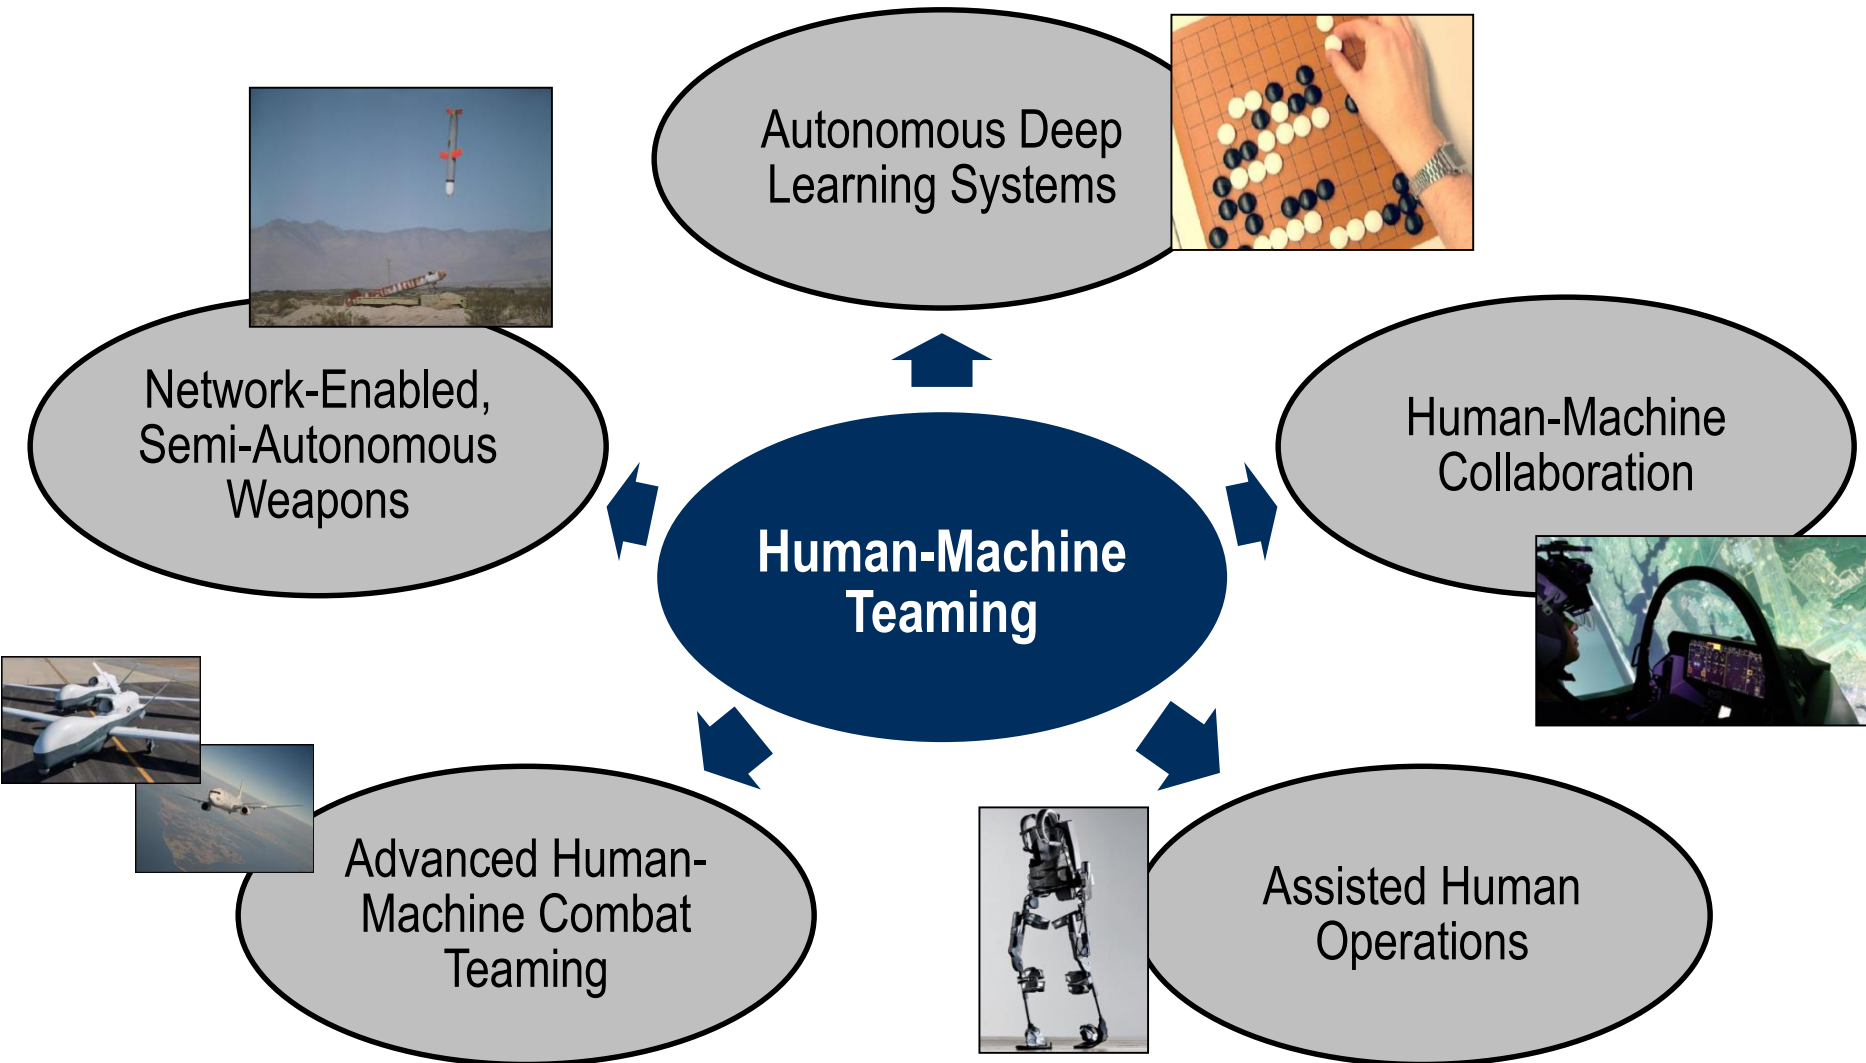 Autonomous Deep
Learning Systems
Network-Enabled,
Semi-Autonomous
Weapons
Human-Machine
Collaboration
Human-Machine
Teaming
Advanced Human-
Machine Combat
Teaming
Assisted Human
Operations